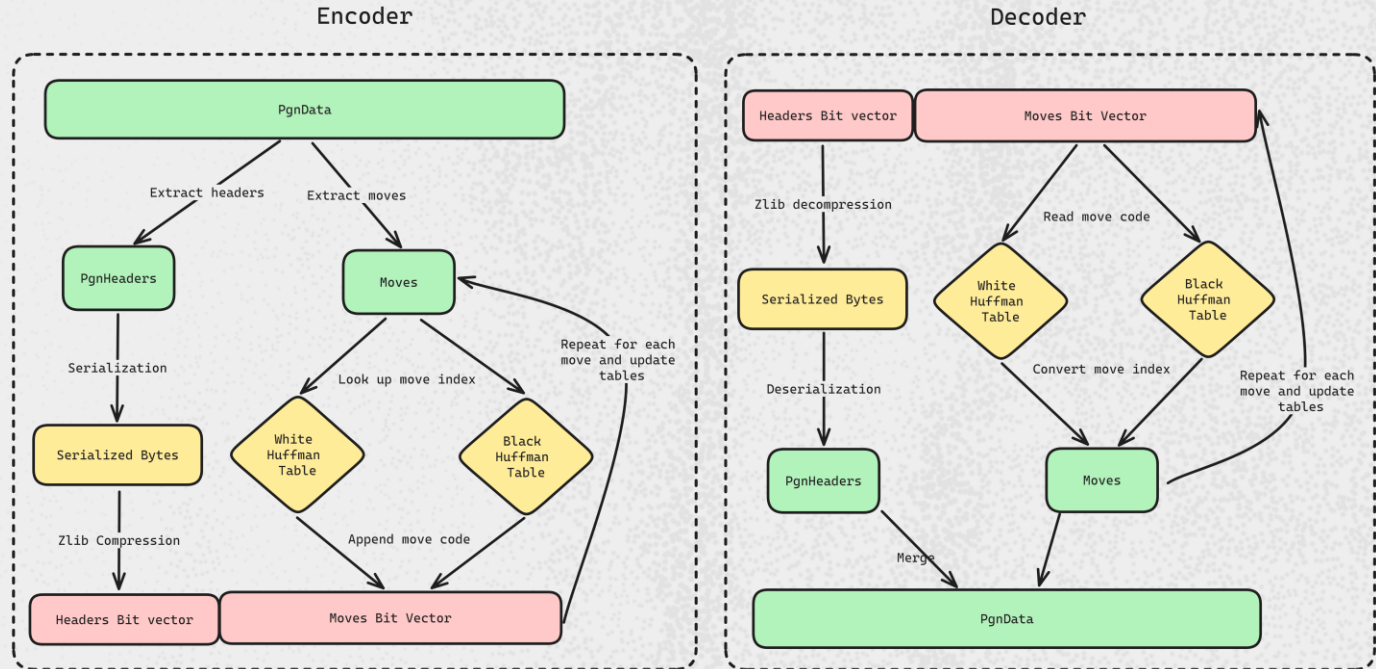 Encoder
PgnData
Extract headers
Extract moves
PgnHeaders
Moves
Serialization
Look up move index
Repeat for each
move and update
tables
Serialized Bytes
White
Huffman
Table
Black
Huffman
Table
Zlib Compression
Append move code
Headers Bit vector
Moves Bit Vector
Decoder
Headers Bit vector
Moves Bit Vector
Zlib decompression
Read move code
Serialized Bytes
White
Huffman
Table
Black
Huffman
Table
Deserialization
Convert move index
Repeat for each
move and update
tables
PgnHeaders
Moves
Merge
PgnData